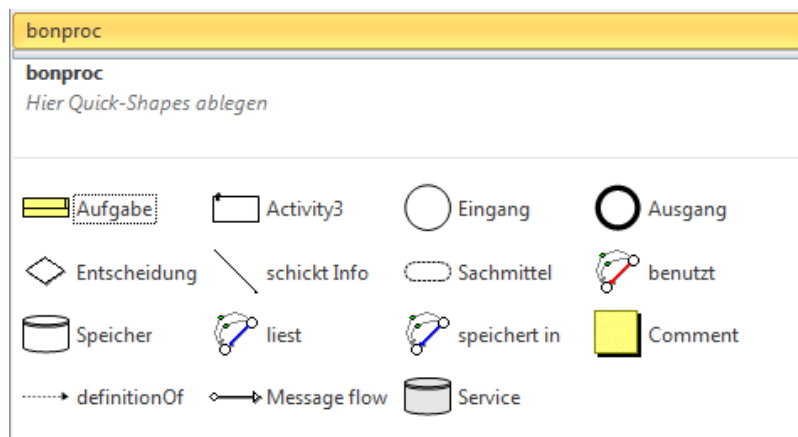 bonproc
bonproc
Hier Quick-Shapes ablegen
Aufgabe Activity3 Eingang Ausgang
Entscheidung schickt Info Sachmittel benutzt
Speicher liest speichert in Comment
definitionOf Message flow Service